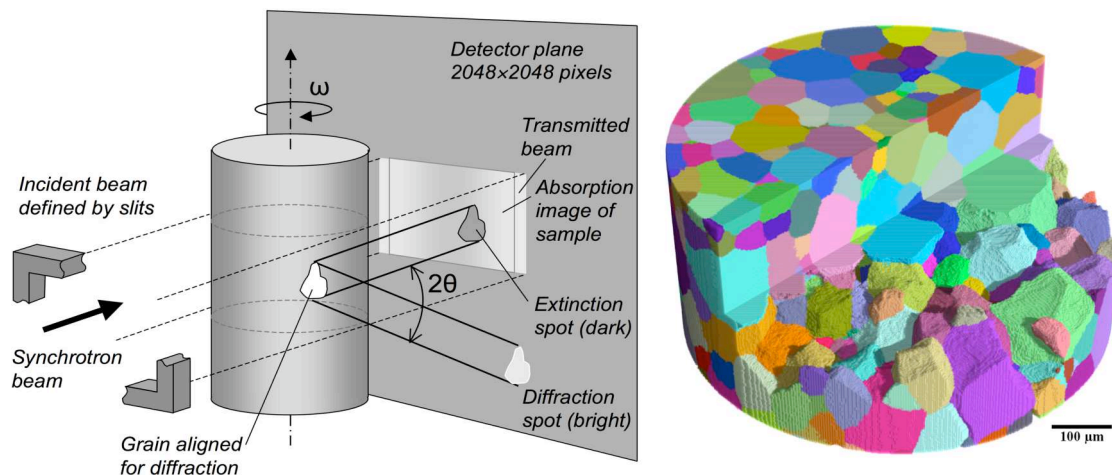 Detector plane
2048×2048 pixels
ω
Transmitted
beam
Incident beam
defined by slits
Absorption
image of
sample
2θ
Extinction
spot (dark)
Synchrotron
beam
Diffraction
spot (bright)
Grain aligned
for diffraction
100 µm